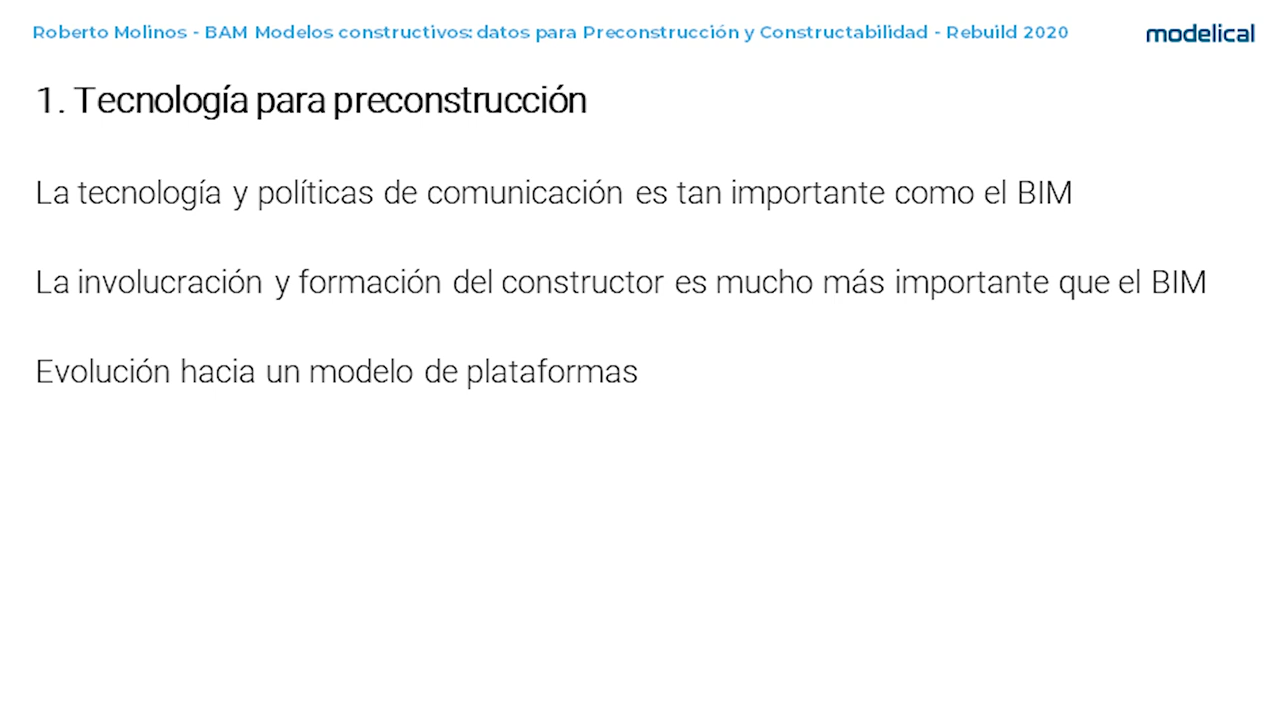 Roberto Molinos - BAM Modelos constructivos: datos para Preconstrucción y Constructabilidad - Rebuild 2020
modelical
1. Tecnología para preconstrucción
La tecnología y políticas de comunicación es tan importante como el BIM
La involucración y formación del constructor es mucho más importante que el BIM
Evolución hacia un modelo de plataformas